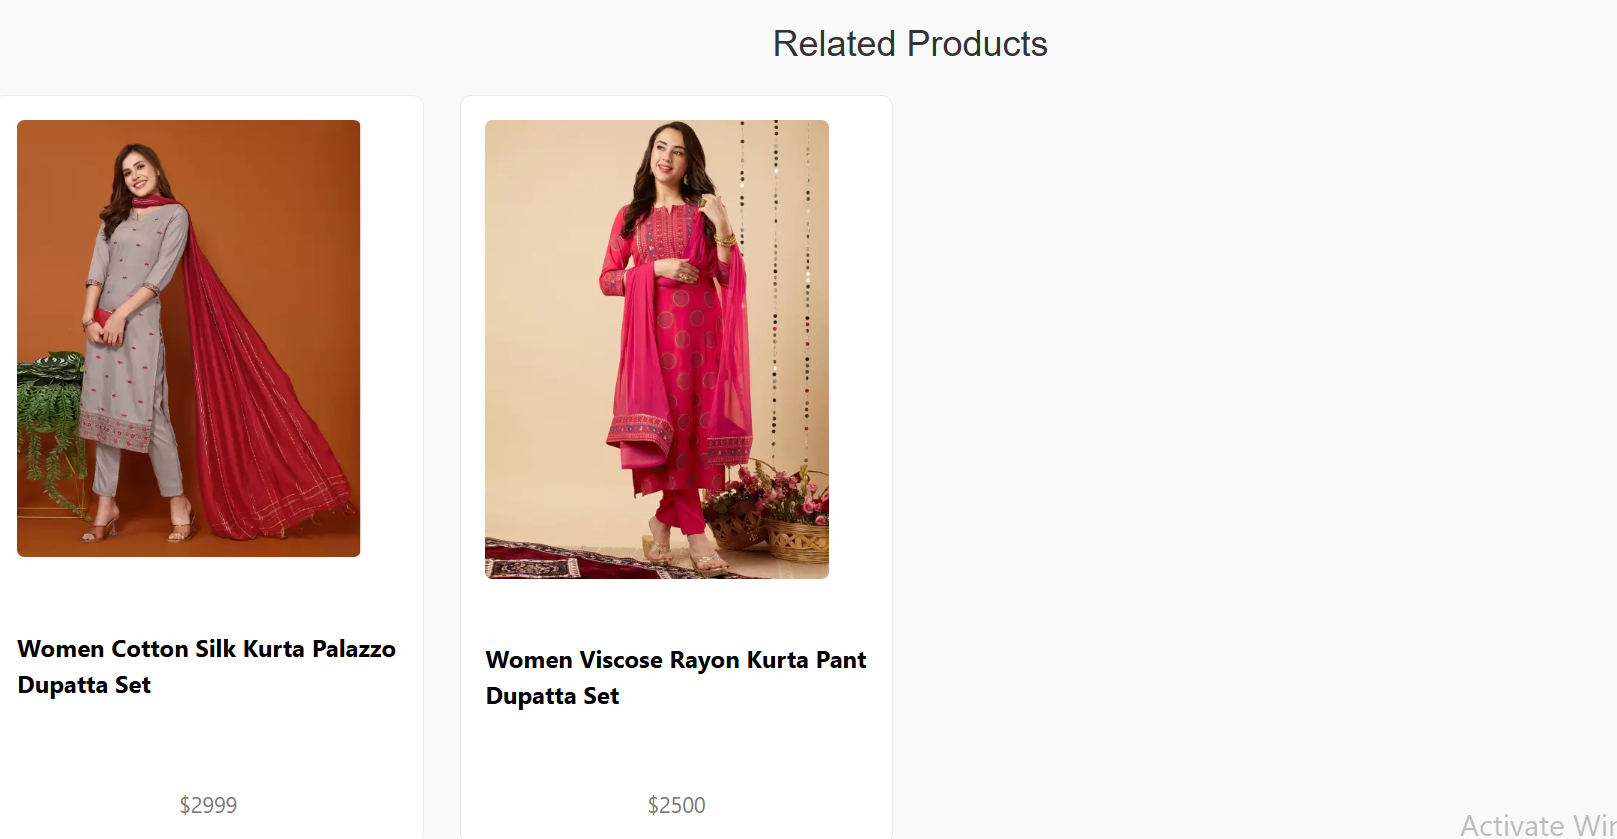 Related Products
Women Cotton Silk Kurta Palazzo
Dupatta Set
$2999
Women Viscose Rayon Kurta Pant
Dupatta Set
$2500
Activate